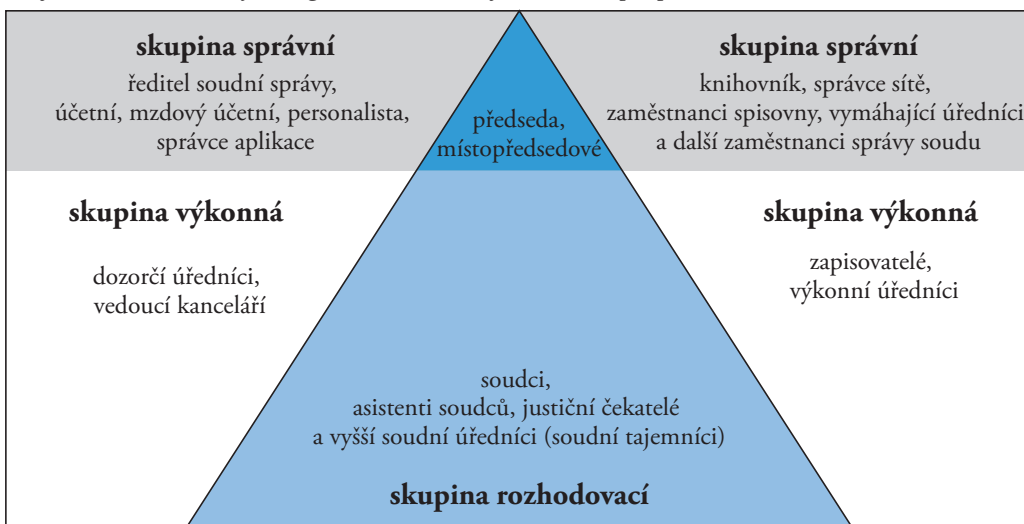 skupina správní
ředitel soudní správy,
účetní, mzdový účetní, personalista,
správce aplikace
předseda,
místopředsedové
skupina správní
knihovník, správce sítě,
zaměstnanci spisovny, vymáhající úředníci
a další zaměstnanci správy soudu
skupina výkonná
dozorčí úředníci,
vedoucí kanceláří
skupina výkonná
zapisovatelé,
výkonní úředníci
soudci,
asistenti soudců, justiční čekatelé
a vyšší soudní úředníci (soudní tajemníci)
skupina rozhodovací